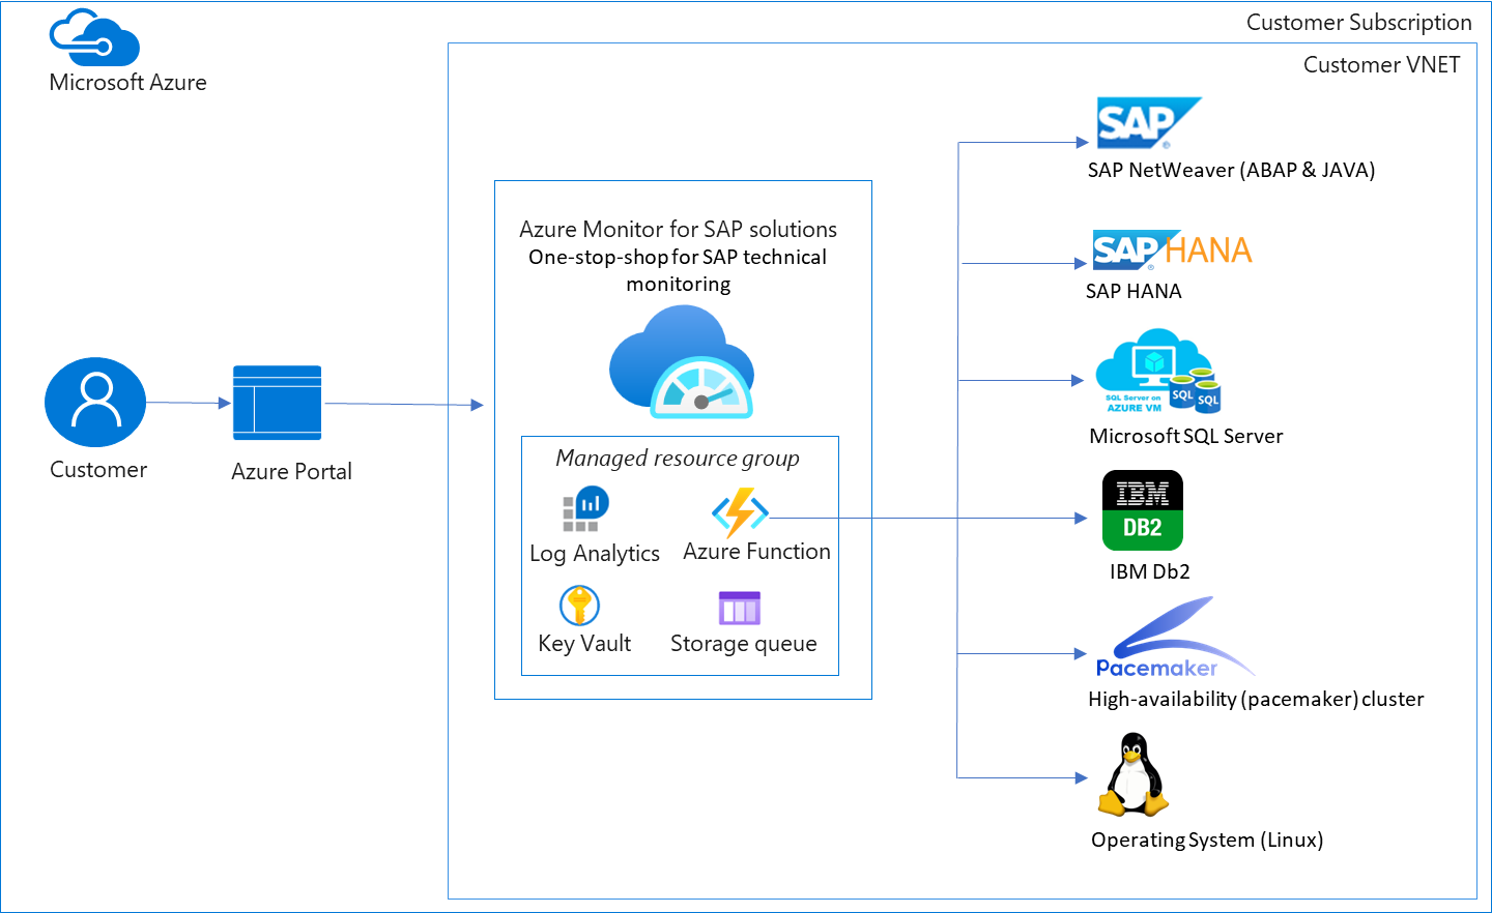 Customer Subscription
Microsoft Azure
Customer VNET
SAP®
SAP NetWeaver (ABAP & JAVA)
Azure Monitor for SAP solutions
One-stop-shop for SAP technical
monitoring
SAP® HANA
SAP HANA
SQL Server on
AZURE VM
SQL
SQL
Microsoft SQL Server
Customer
Azure Portal
Managed resource group
Log Analytics
Azure Function
Key Vault
Storage queue
IBM
DB2
IBM Db2
Pacemaker
High-availability (pacemaker) cluster
Operating System (Linux)